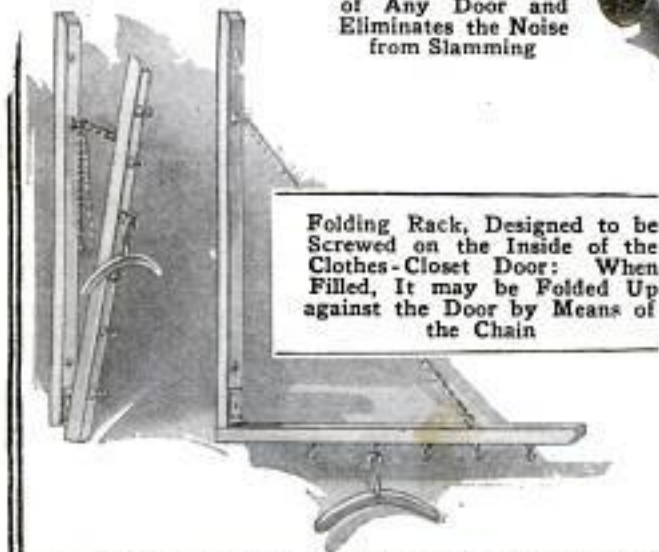 of Any Door and
Eliminates the Noise
from Slamming
Folding Rack, Designed to be
Screwed on the Inside of the
Clothes-Closet Door: When
Filled, It may be Folded Up
against the Door by Means of
the Chain